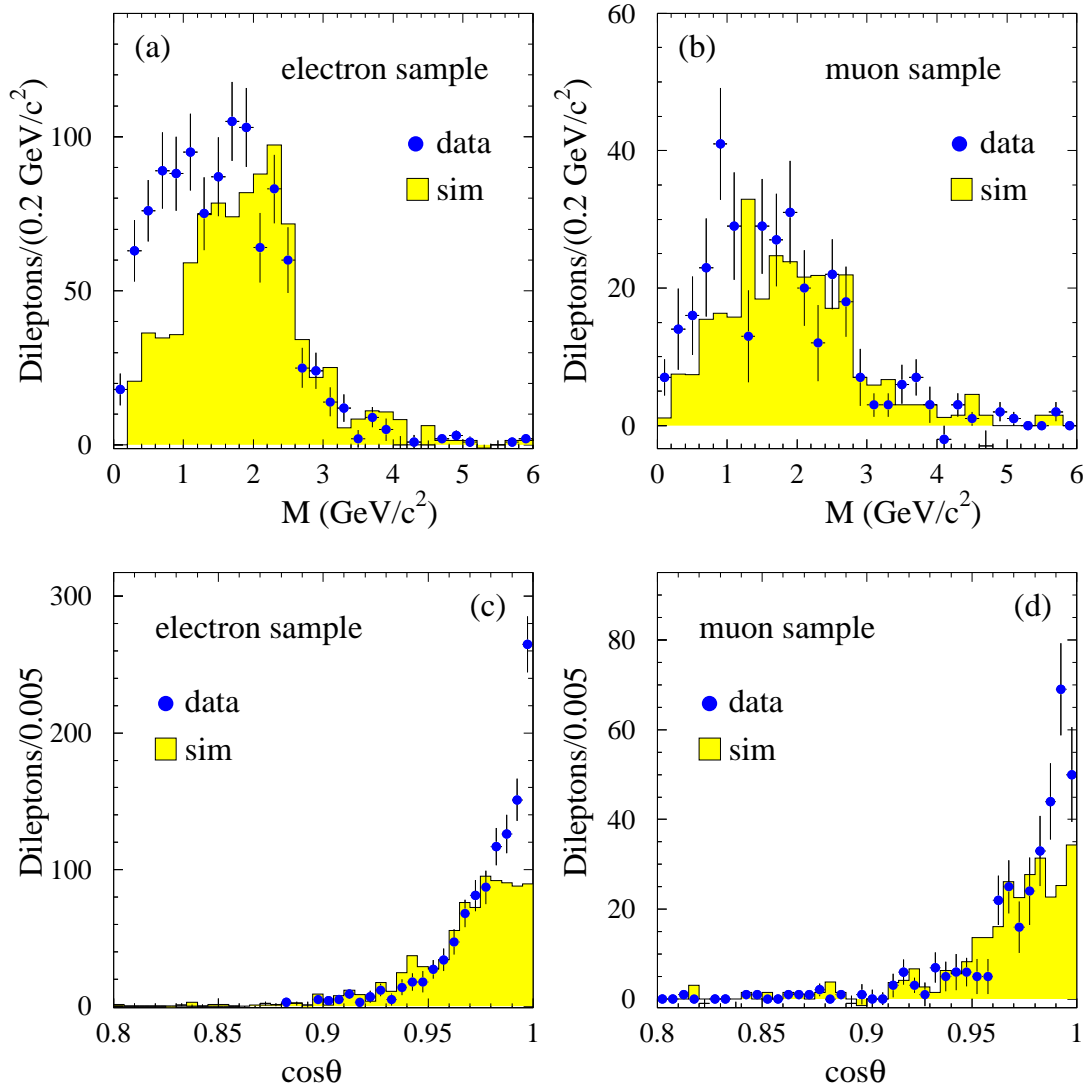 (a)
electron sample
data
sim
Dileptons/(0.2 GeV/c²)
0
50
100
0 1 2 3 4 5 6
M (GeV/c²)
(b)
muon sample
data
sim
Dileptons/(0.2 GeV/c²)
0
20
40
60
0 1 2 3 4 5 6
M (GeV/c²)
(c)
electron sample
data
sim
Dileptons/0.005
0
100
200
300
0.8 0.85 0.9 0.95 1
cosθ
(d)
muon sample
data
sim
Dileptons/0.005
0
20
40
60
80
0.8 0.85 0.9 0.95 1
cosθ